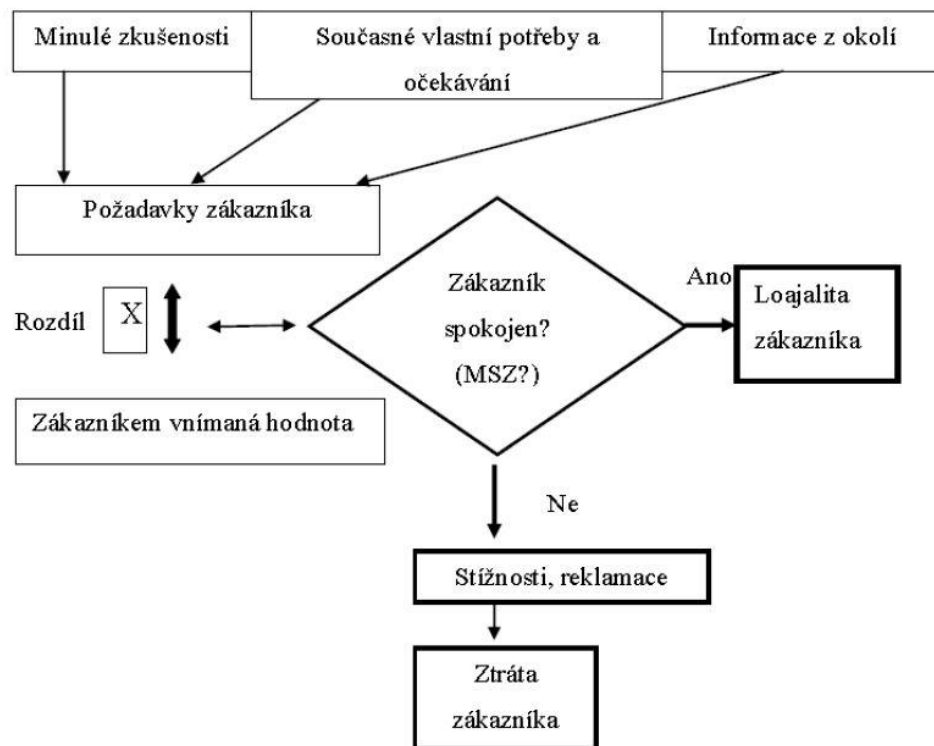 Minulé zkušenosti
Současné vlastní potřeby a
očekávání
Informace z okolí
Požadavky zákazníka
Rozdíl
X
Zákazník
spokojen?
(MSZ?)
Ano
Loajalita
zákazníka
Zákazníkem vnímaná hodnota
Ne
Stížnosti, reklamace
Ztráta
zákazníka